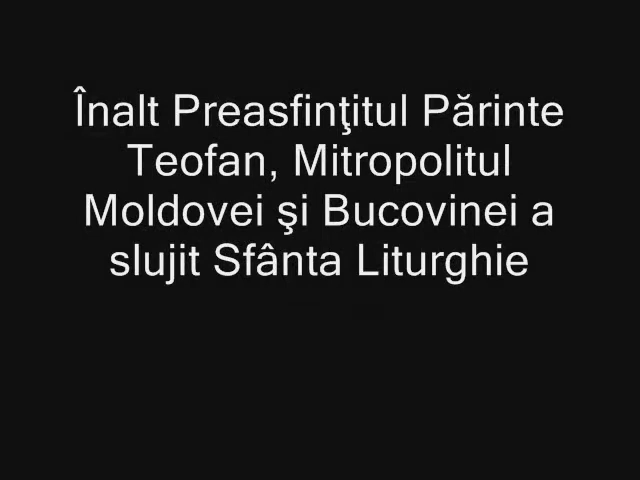 Înalt Preasfinţitul Părinte
Teofan, Mitropolitul
Moldovei şi Bucovinei a
slujit Sfânta Liturghie